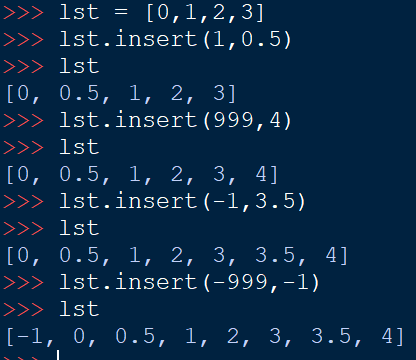 >>> lst = [0,1,2,3]
>>> lst.insert(1,0.5)
>>> lst
[0, 0.5, 1, 2, 3]
>>> lst.insert(999,4)
>>> lst
[0, 0.5, 1, 2, 3, 4]
>>> lst.insert(-1,3.5)
>>> lst
[0, 0.5, 1, 2, 3, 3.5, 4]
>>> lst.insert(-999,-1)
>>> lst
[-1, 0, 0.5, 1, 2, 3, 3.5, 4]
>>>